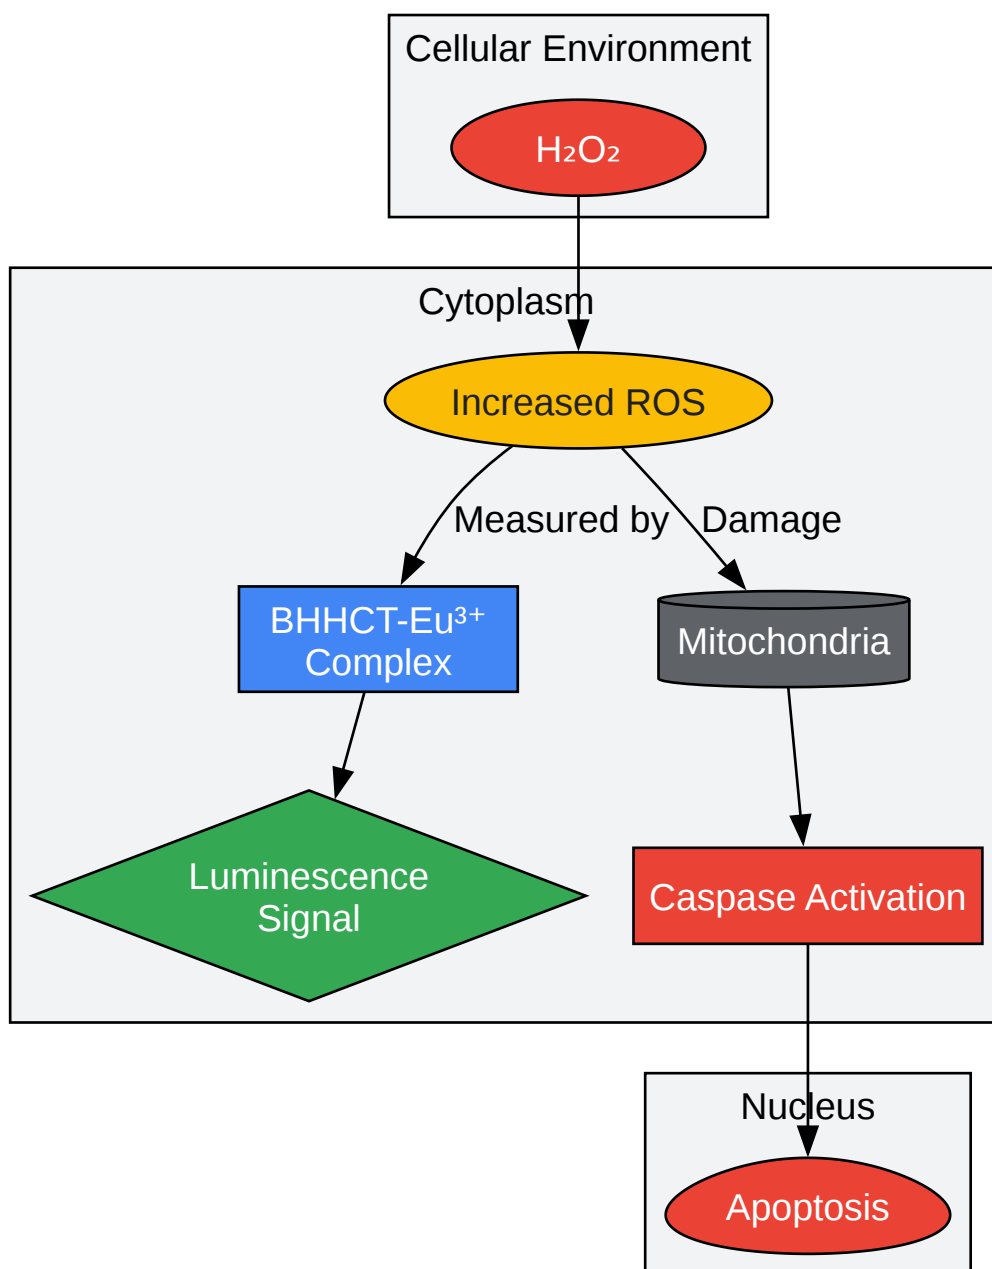 Cellular Environment
H₂O₂
Cytoplasm
Increased ROS
Measured by
Damage
BHHCT-Eu³⁺
Complex
Mitochondria
Luminescence
Signal
Caspase Activation
Nucleus
Apoptosis